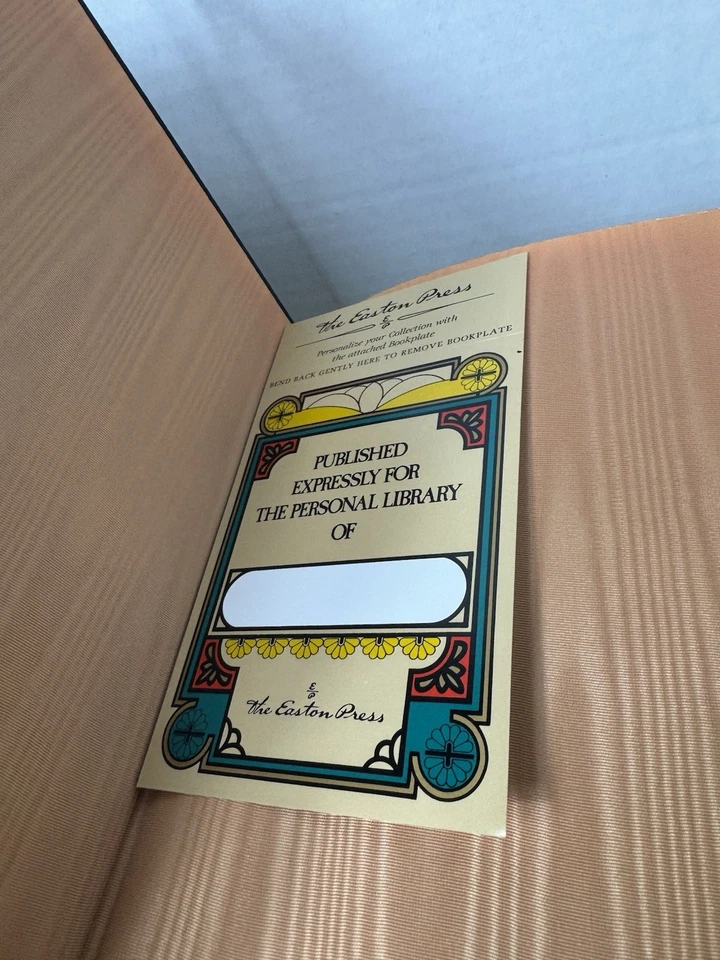 The Easton Press
E
P
Personalize your Collection with
the attached Bookplate
BEND BACK GENTLY HERE TO REMOVE BOOKPLATE
PUBLISHED
EXPRESSLY FOR
THE PERSONAL LIBRARY
OF
E
P
The Easton Press